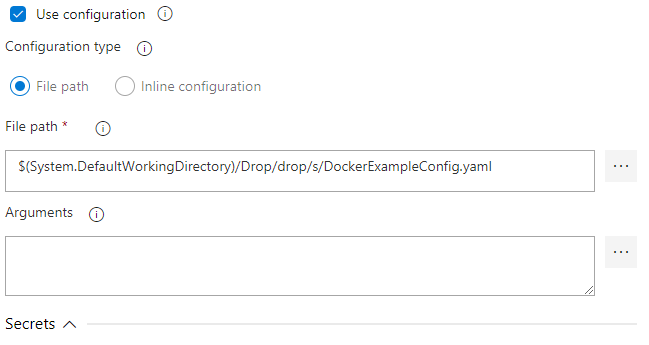 Use configuration
Configuration type
File path Inline configuration
File path *
$(System.DefaultWorkingDirectory)/Drop/drop/s/DockerExampleConfig.yaml
Arguments
Secrets